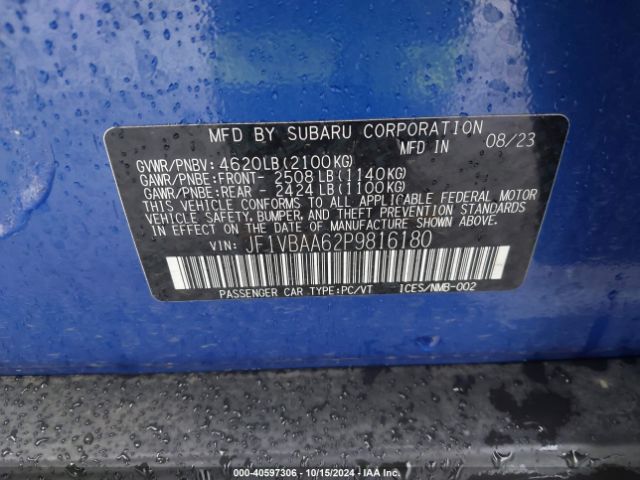 MFD BY SUBARU CORPORATION
MFD IN 08/23
GVWR/PNBV: 4620LB(2100KG)
GAWR/PNBE:FRONT- 2508 LB(1140KG)
GAWR/PNBE:REAR - 2424 LB(1100KG)
THIS VEHICLE CONFORMS TO ALL APPLICABLE FEDERAL MOTOR
VEHICLE SAFETY, BUMPER, AND THEFT PREVENTION STANDARDS
IN EFFECT ON THE DATE OF MANUFACTURE SHOWN ABOVE.
VIN: JF1VBAA62P9816180
PASSENGER CAR TYPE:PC/VT ICES/NMB-002
000-40597306 - 10/15/2024 - IAA Inc.